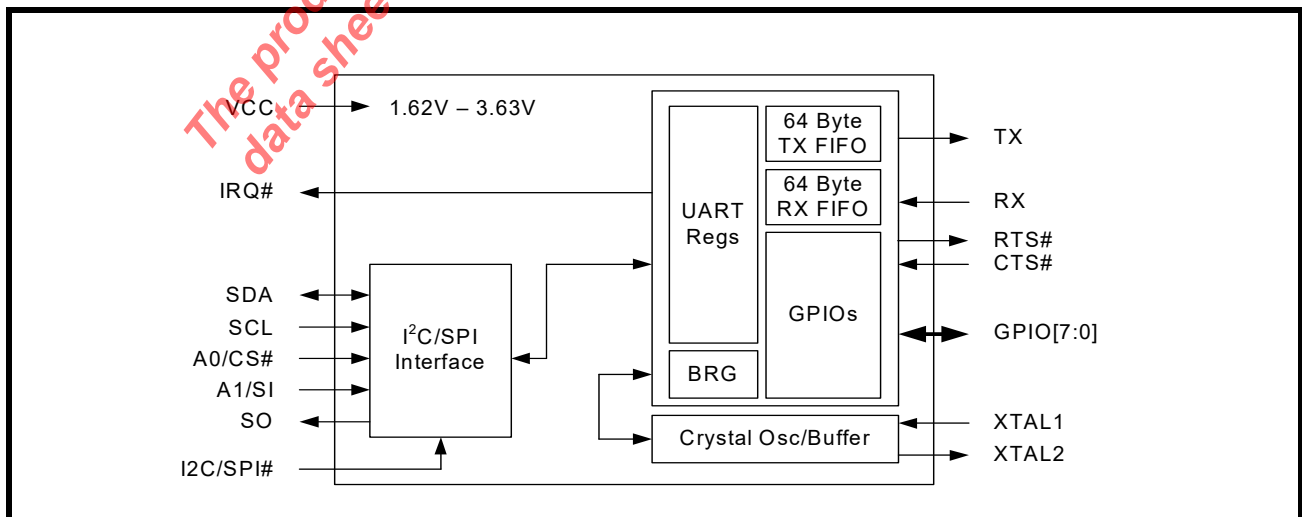 The prod
data shee
VCC
1.62V – 3.63V
IRQ#
SDA
SCL
A0/CS#
A1/SI
SO
I2C/SPI#
I²C/SPI
Interface
UART
Regs
64 Byte
TX FIFO
64 Byte
RX FIFO
GPIOs
BRG
Crystal Osc/Buffer
TX
RX
RTS#
CTS#
GPIO[7:0]
XTAL1
XTAL2